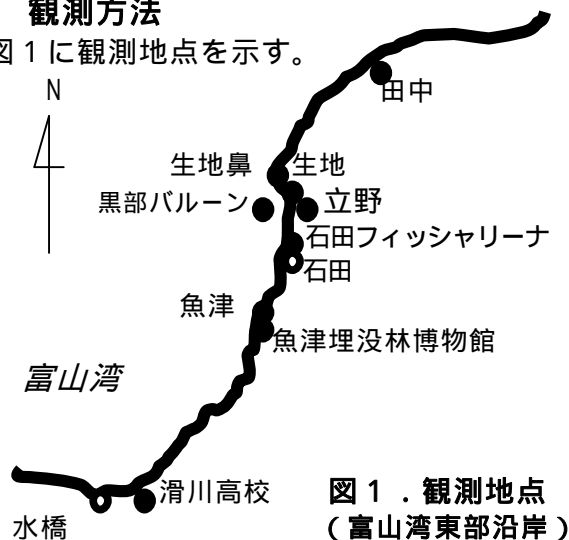 観測方法
図１に観測地点を示す。
N
田中
生地鼻
生地
黒部バルーン
立野
石田フィッシャリーナ
石田
魚津
魚津埋没林博物館
富山湾
滑川高校
水橋
図１．観測地点
（富山湾東部沿岸）